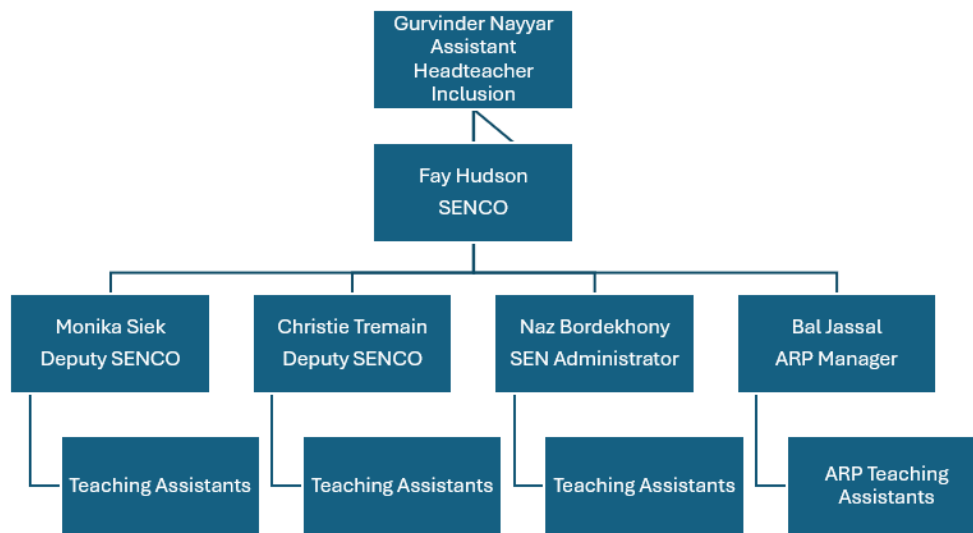 Gurvinder Nayyar
Assistant
Headteacher
Inclusion
Fay Hudson
SENCO
Monika Siek
Deputy SENCO
Christie Tremain
Deputy SENCO
Naz Bordekhony
SEN Administrator
Bal Jassal
ARP Manager
Teaching Assistants
Teaching Assistants
Teaching Assistants
ARP Teaching
Assistants